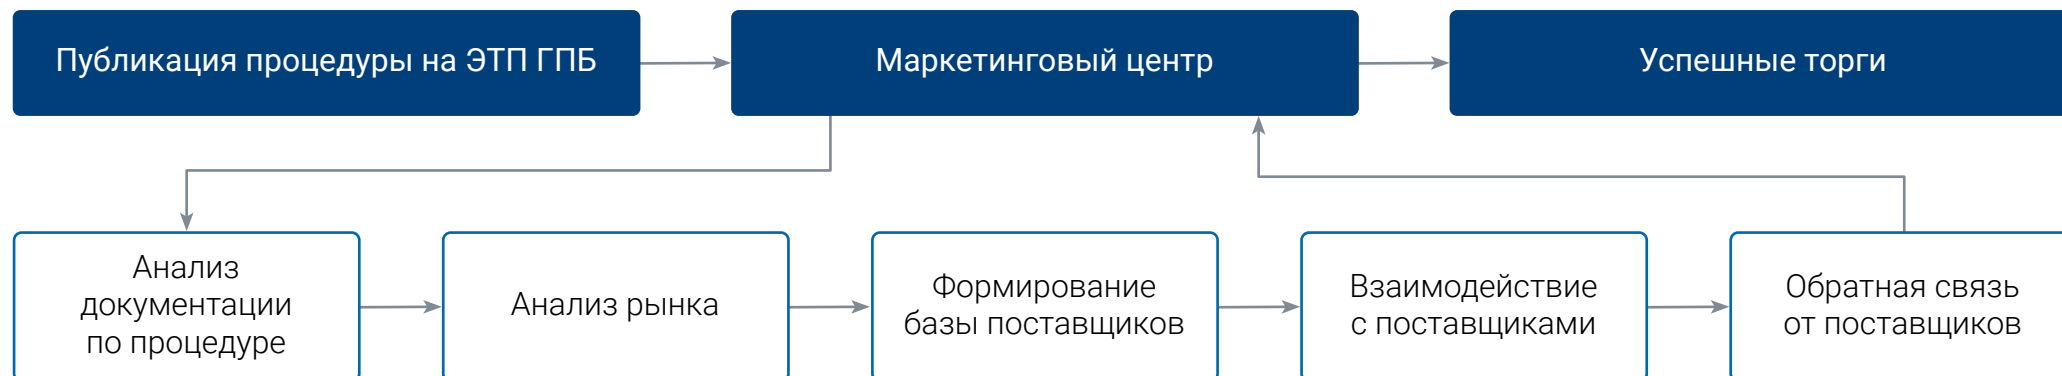 Публикация процедуры на ЭТП ГПБ
Маркетинговый центр
Успешные торги
Анализ
документации
по процедуре
Анализ рынка
Формирование
базы поставщиков
Взаимодействие
с поставщиками
Обратная связь
от поставщиков